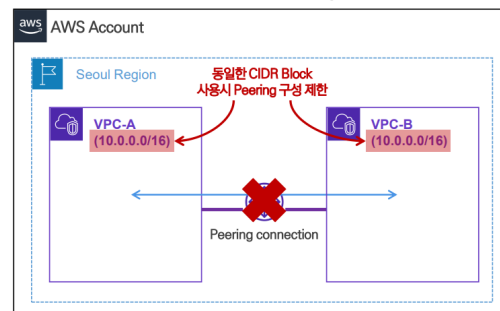 aws
AWS Account
Seoul Region
동일한 CIDR Block
사용시 Peering 구성 제한
VPC-A
(10.0.0.0/16)
VPC-B
(10.0.0.0/16)
Peering connection